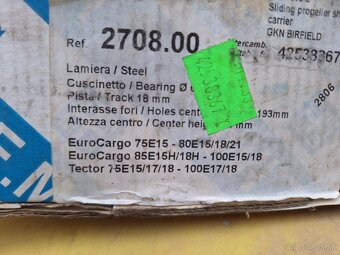 Sliding propeller sh
carrier
GKN BIRFIELD
Ref. 2708.00
Lamiera / Steel
Cuscinetto / Bearing Ø
Pista / Track 18 mm
Interasse fori / Holes cent 193mm
Altezza centro / Center heig
2806
EuroCargo 75E15 - 80E15/18/21
EuroCargo 85E15H/18H - 100E15/18
Tector 75E15/17/18 - 100E17/18
E.M